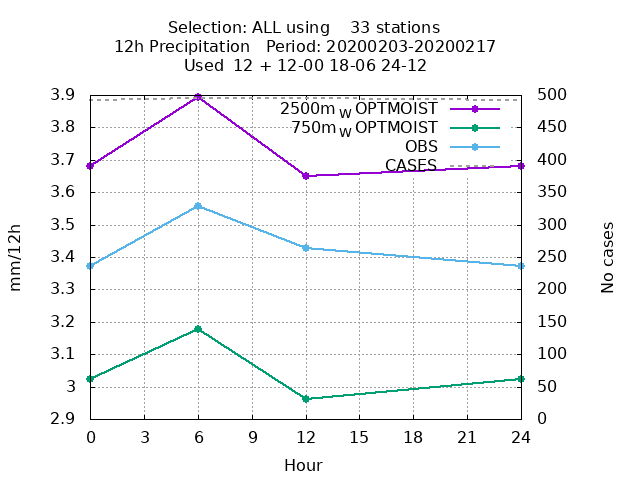 Selection: ALL using 33 stations
12h Precipitation Period: 20200203-20200217
Used 12 + 12-00 18-06 24-12
3.9 500
2500m W OPTMOIST
3.8 750m W OPTMOIST 450
OBS
3.7 CASES 400
3.6 350
3.5 300
3.4 250
3.3 200
3.2 150
3.1 100
3 50
2.9 0
mm/12h
No cases
0 3 6 9 12 15 18 21 24
Hour